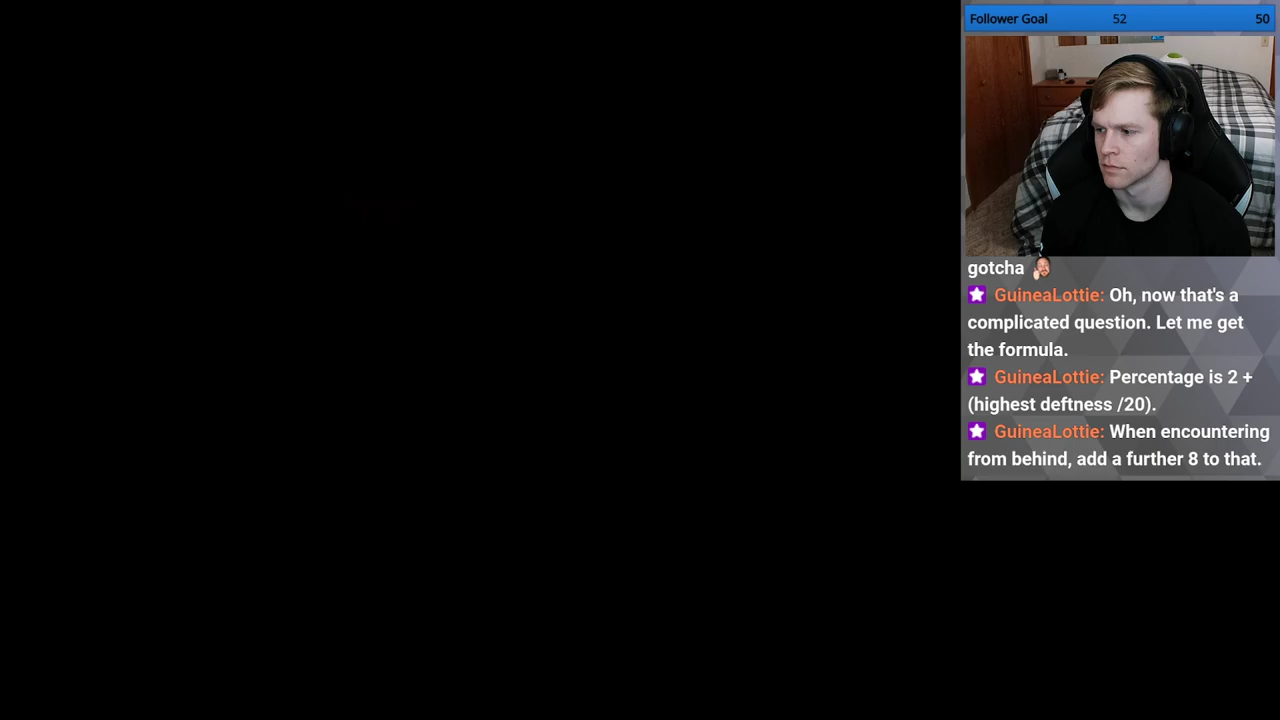 Follower Goal 52 50
gotcha
GuineaLottie: Oh, now that's a
complicated question. Let me get
the formula.
GuineaLottie: Percentage is 2 +
(highest deftness /20).
GuineaLottie: When encountering
from behind, add a further 8 to that.